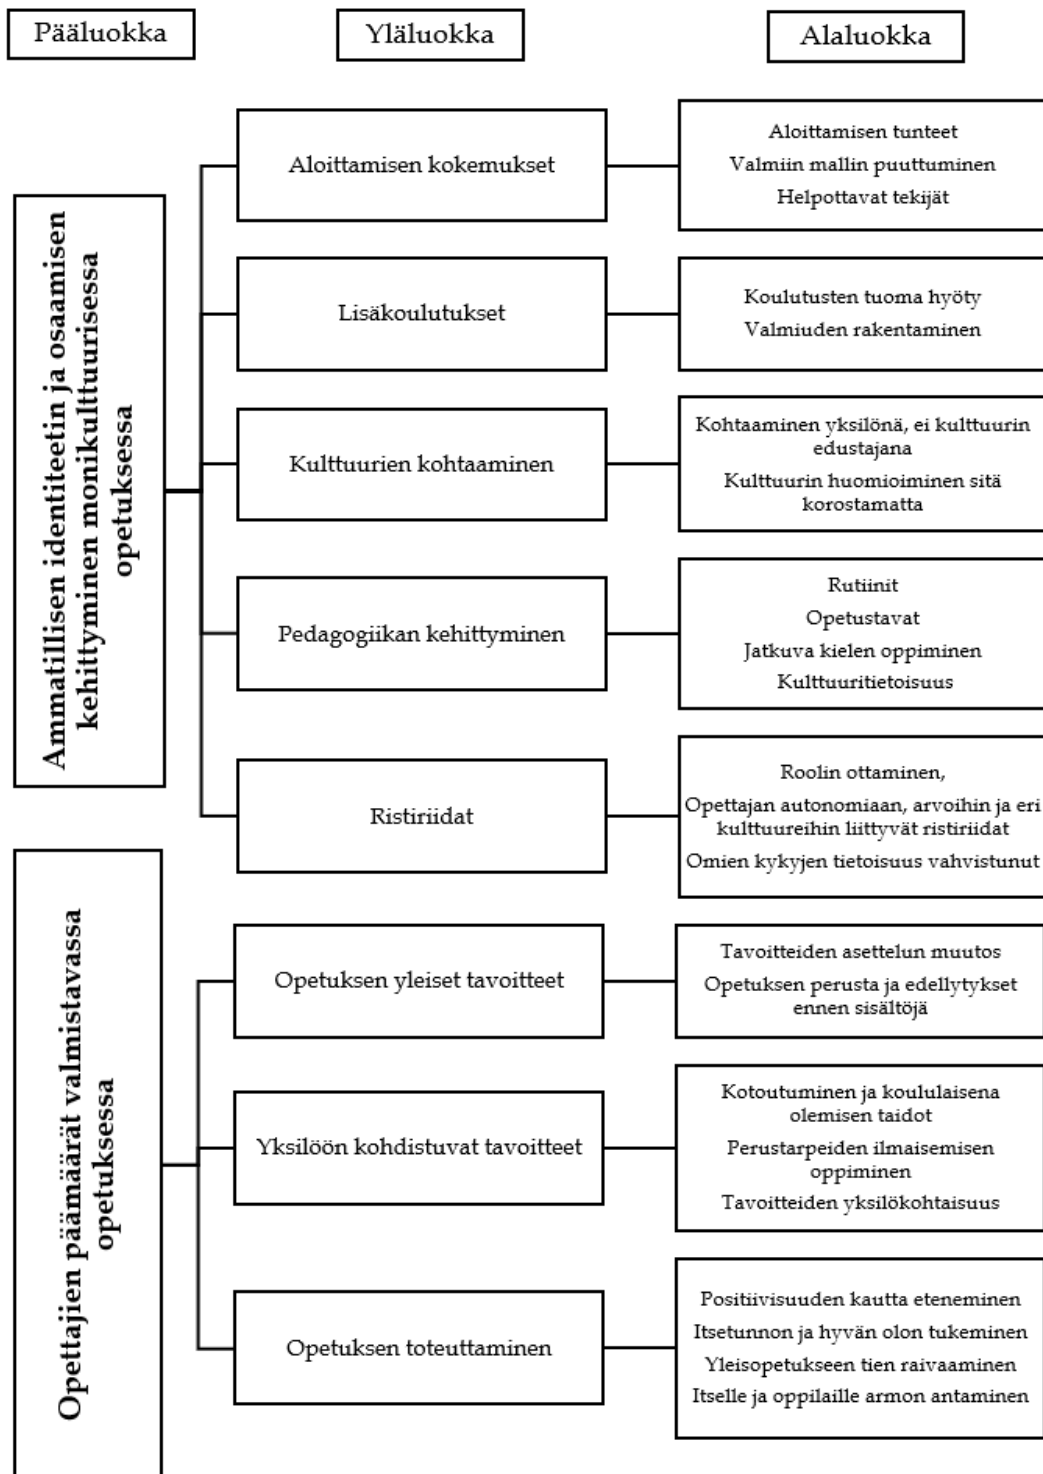 Pääluokka
Yläluokka
Alaluokka
Ammatillisen identiteetin ja osaamisen
kehittyminen monikulttuurisessa
opetuksessa
Aloittamisen kokemukset
Aloittamisen tunteet
Valmiin mallin puuttuminen
Helpottavat tekijät
Lisäkoulutukset
Koulutusten tuoma hyöty
Valmiuden rakentaminen
Kulttuurien kohtaaminen
Kohtaaminen yksilönä, ei kulttuurin
edustajana
Kulttuurin huomioiminen sitä
korostamatta
Pedagogiikan kehittyminen
Rutiinit
Opetustavat
Jatkuva kielen oppiminen
Kulttuuritietoisuus
Ristiriidat
Roolin ottaminen,
Opettajan autonomiaan, arvoihin ja eri
kulttuureihin liittyvät ristiriidat
Omien kykyjen tietoisuus vahvistunut
Opettajien päämäärät valmistavassa
opetuksessa
Opetuksen yleiset tavoitteet
Tavoitteiden asettelun muutos
Opetuksen perusta ja edellytykset
ennen sisältöjä
Yksilöön kohdistuvat tavoitteet
Kotoutuminen ja koululaisena
olemisen taidot
Perustarpeiden ilmaisemisen
oppiminen
Tavoitteiden yksilökohtaisuus
Opetuksen toteuttaminen
Positiivisuuden kautta eteneminen
Itsetunnon ja hyvän olon tukeminen
Yleisopetukseen tien raivaaminen
Itselle ja oppilaille armon antaminen